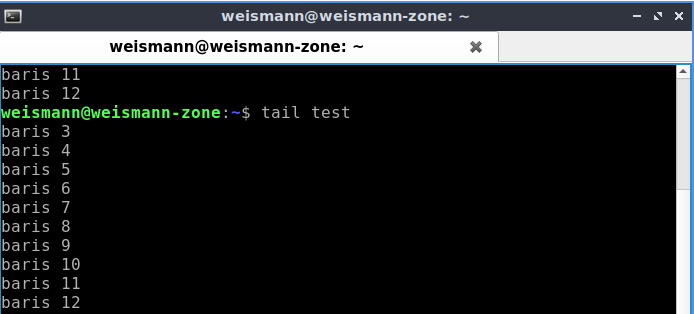 weismann@weismann-zone: ~
weismann@weismann-zone: ~
baris 11
baris 12
weismann@weismann-zone:~$ tail test
baris 3
baris 4
baris 5
baris 6
baris 7
baris 8
baris 9
baris 10
baris 11
baris 12